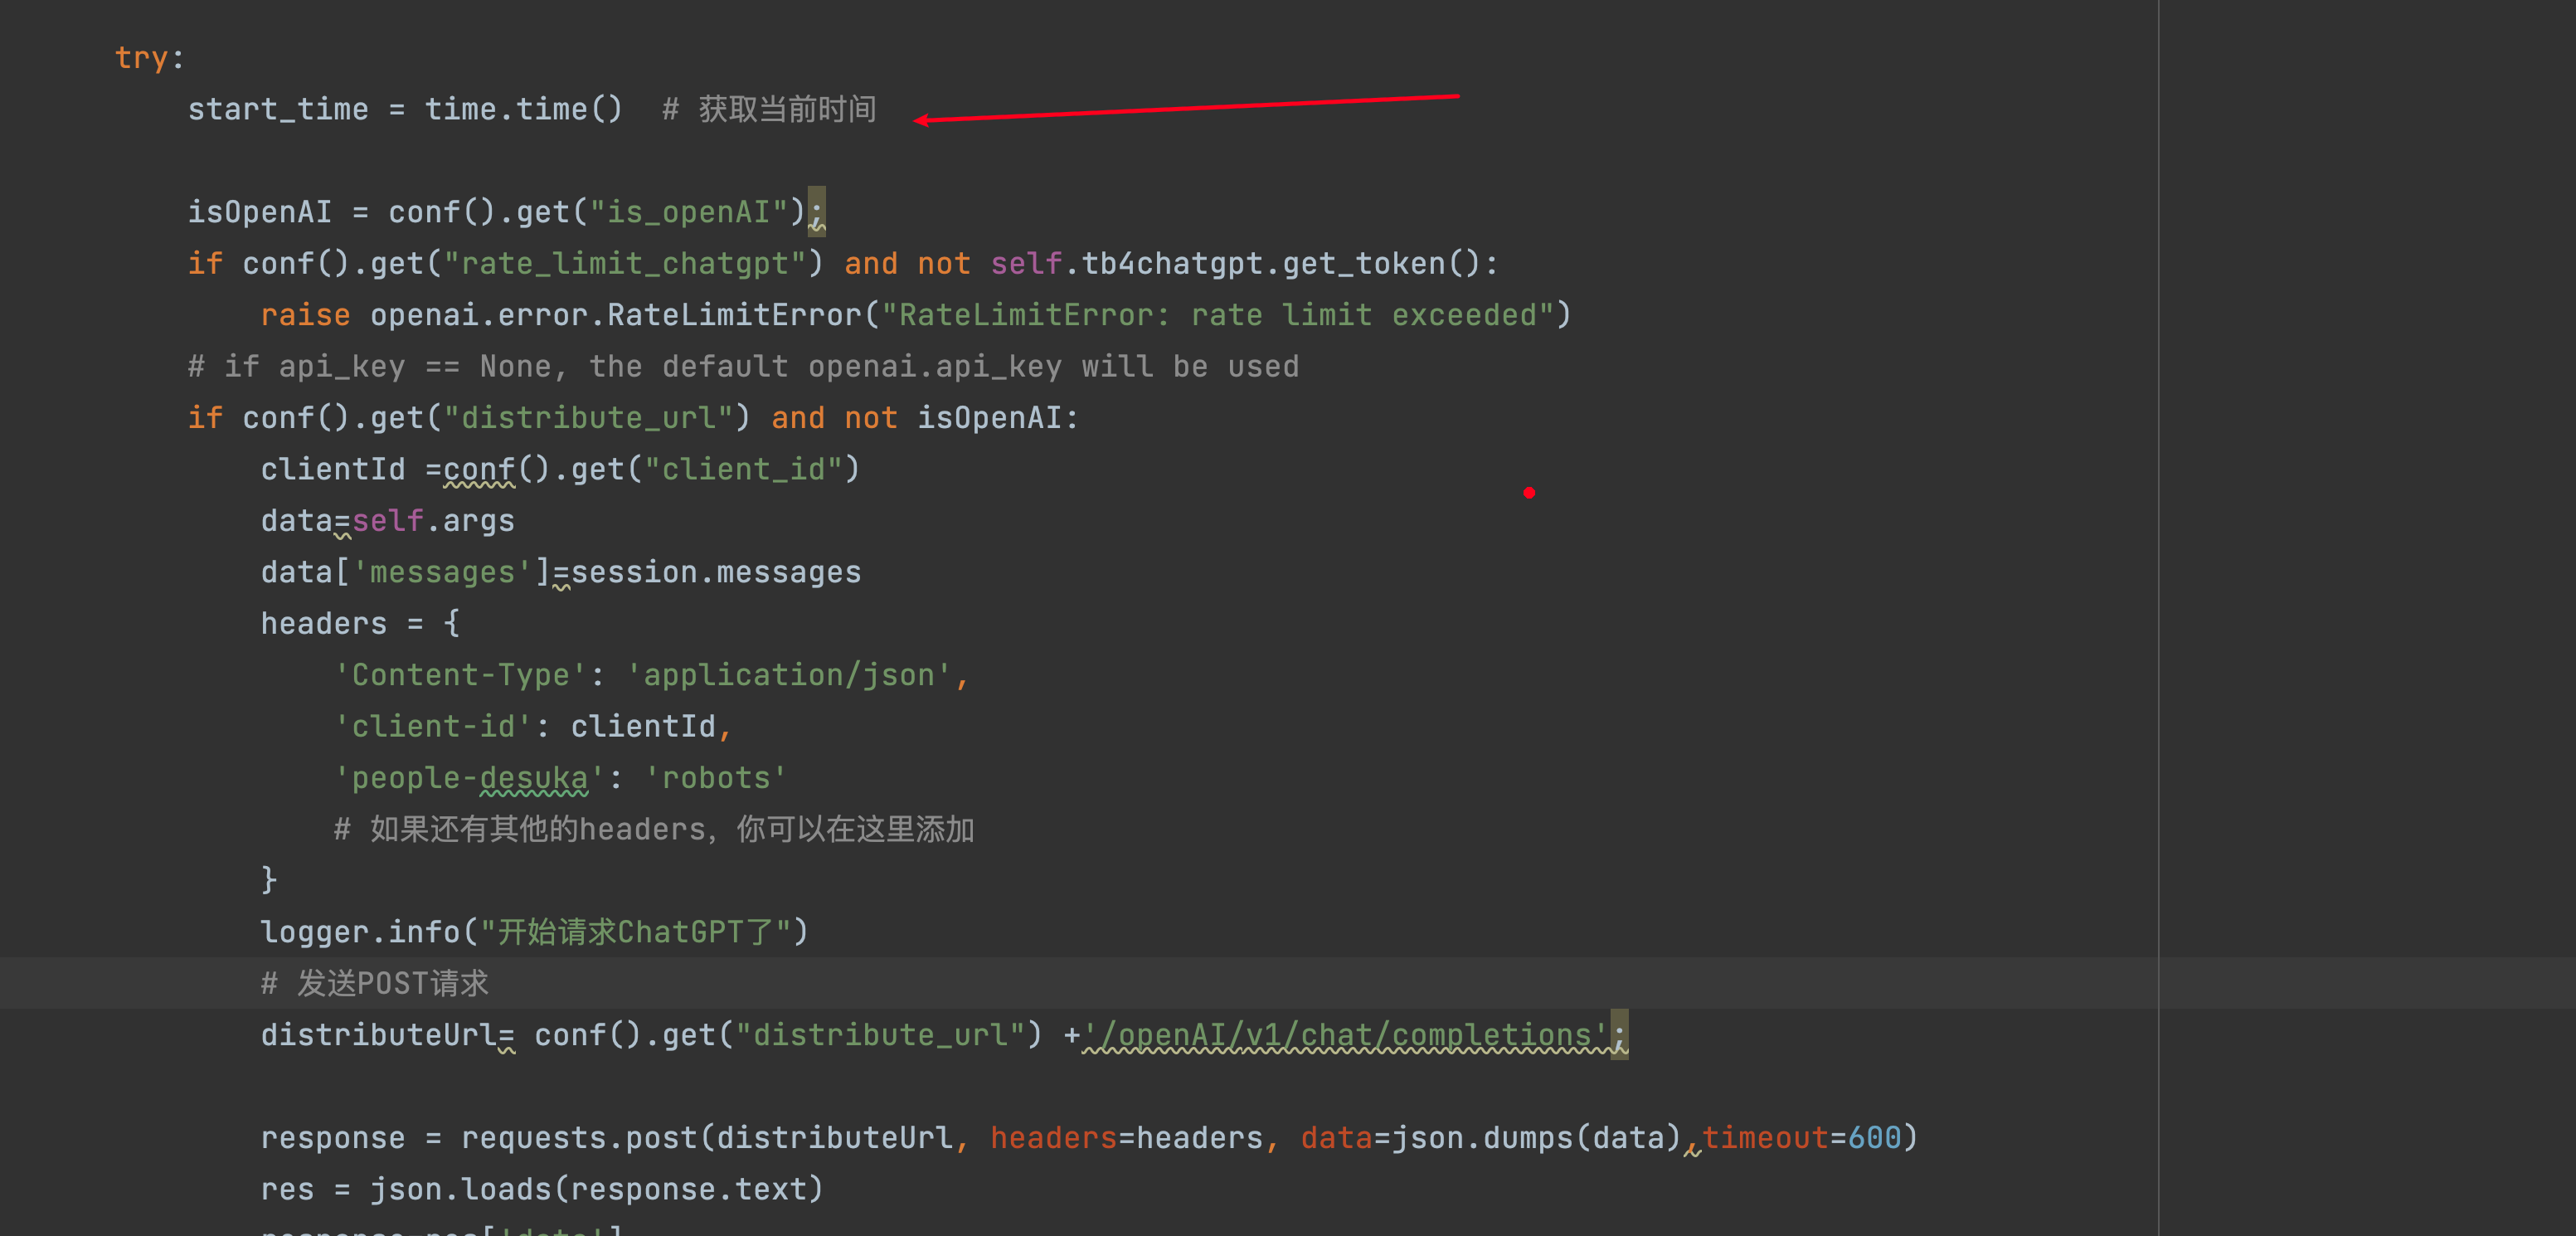 try:
start_time = time.time()  # 获取当前时间
isOpenAI = conf().get("is_openAI");
if conf().get("rate_limit_chatgpt") and not self.tb4chatgpt.get_token():
raise openai.error.RateLimitError("RateLimitError: rate limit exceeded")
# if api_key == None, the default openai.api_key will be used
if conf().get("distribute_url") and not isOpenAI:
clientId =conf().get("client_id")
data=self.args
data['messages']=session.messages
headers = {
'Content-Type': 'application/json',
'client-id': clientId,
'people-desuka': 'robots'
# 如果还有其他的headers，你可以在这里添加
}
logger.info("开始请求ChatGPT了")
# 发送POST请求
distributeUrl= conf().get("distribute_url") +'/openAI/v1/chat/completions';
response = requests.post(distributeUrl, headers=headers, data=json.dumps(data),timeout=600)
res = json.loads(response.text)